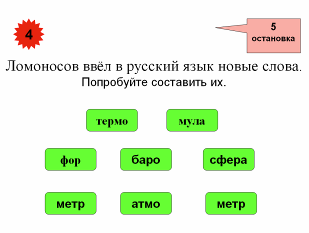 4
5
остановка
Ломоносов ввёл в русский язык новые слова.
Попробуйте составить их.
термо мула
фор баро сфера
метр атмо метр